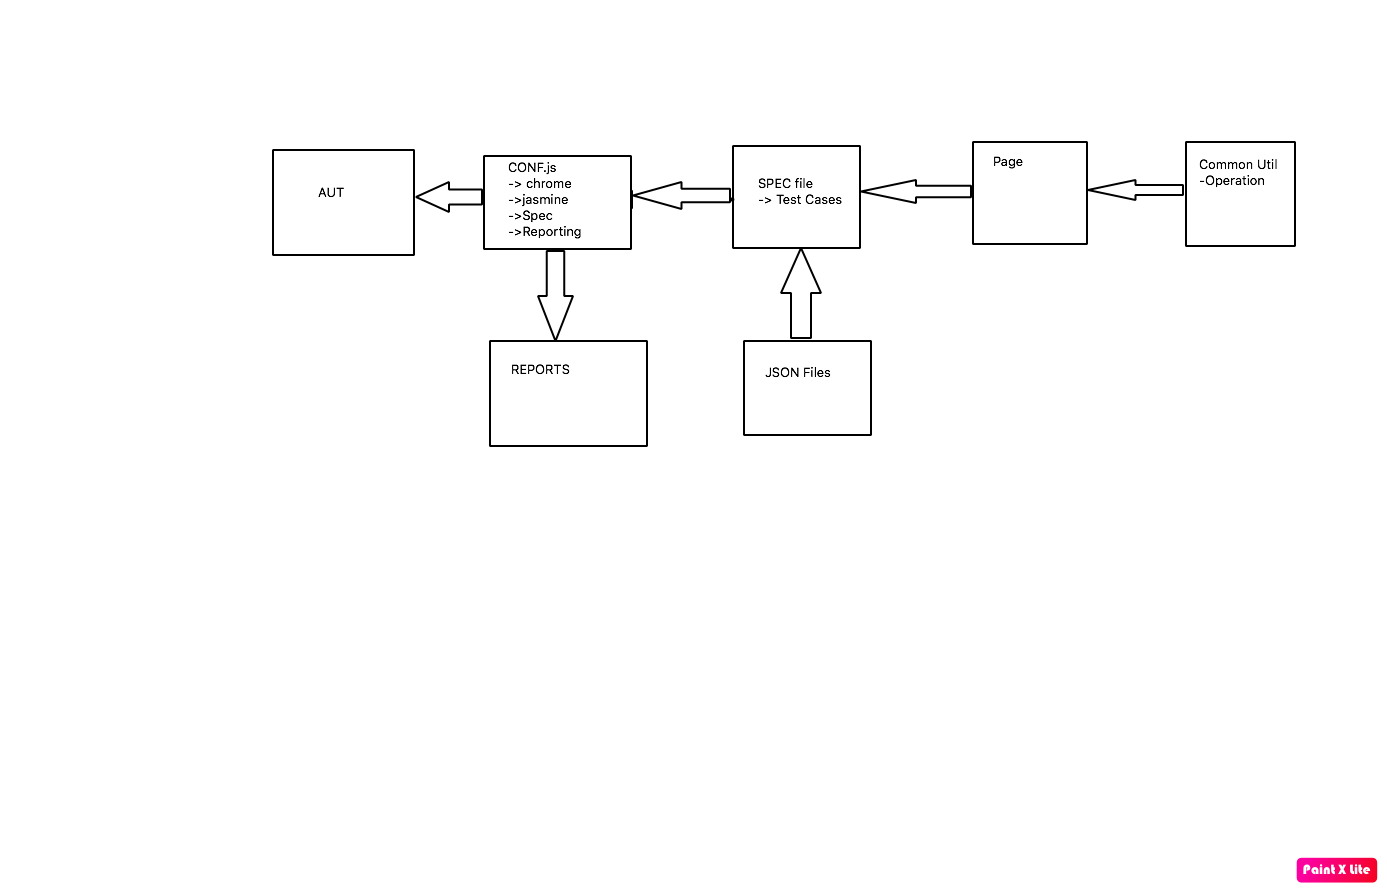 AUT
CONF.js
-> chrome
->jasmine
->Spec
->Reporting
SPEC file
-> Test Cases
Page
Common Util
-Operation
REPORTS
JSON Files
Paint X Lite